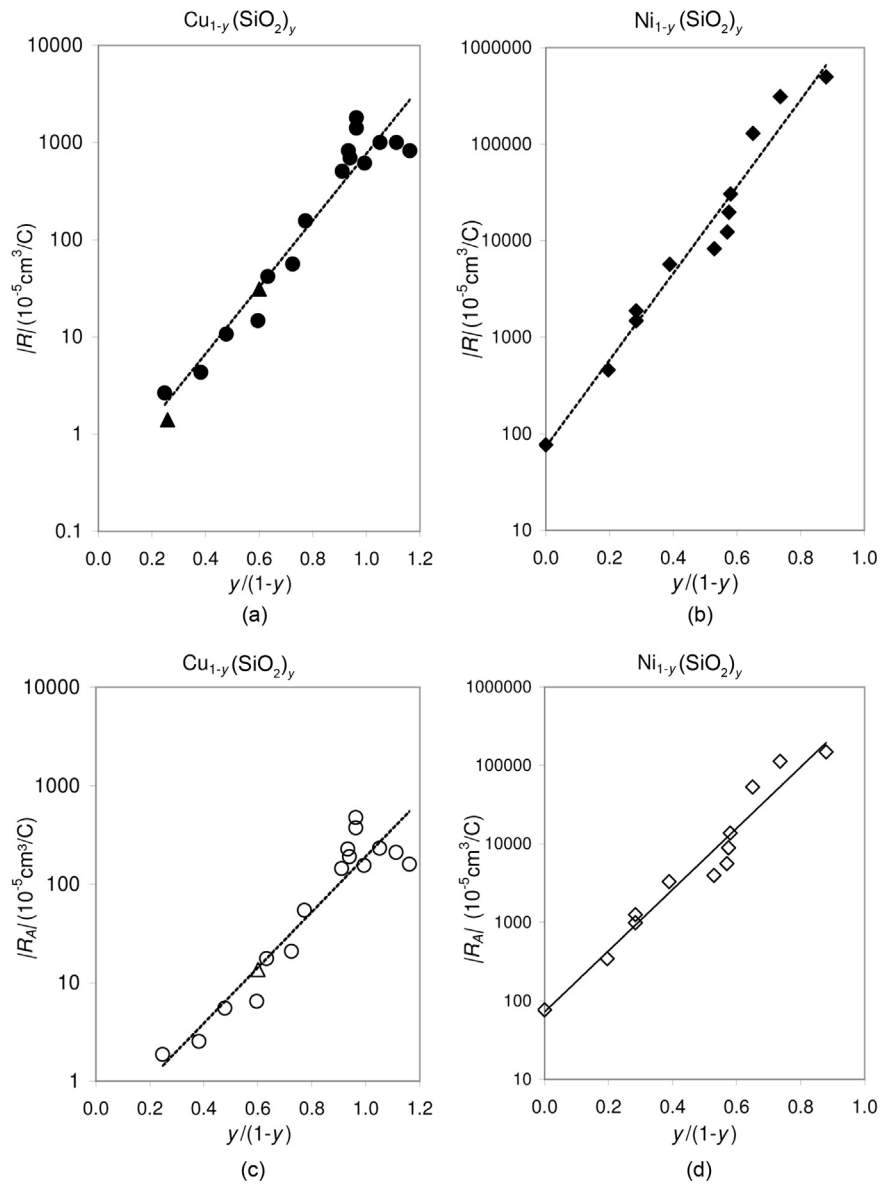 Cu1-y(SiO2)y
10000
1000
100
10
1
0.1
|R|(10-5cm3/C)
0.0 0.2 0.4 0.6 0.8 1.0 1.2
y/(1-y)
(a)
Ni1-y(SiO2)y
1000000
100000
10000
1000
100
10
|R|(10-5cm3/C)
0.0 0.2 0.4 0.6 0.8 1.0
y/(1-y)
(b)
Cu1-y(SiO2)y
10000
1000
100
10
1
|RA|(10-5cm3/C)
0.0 0.2 0.4 0.6 0.8 1.0 1.2
y/(1-y)
(c)
Ni1-y(SiO2)y
1000000
100000
10000
1000
100
10
|RA| (10-5cm3/C)
0.0 0.2 0.4 0.6 0.8 1.0
y/(1-y)
(d)